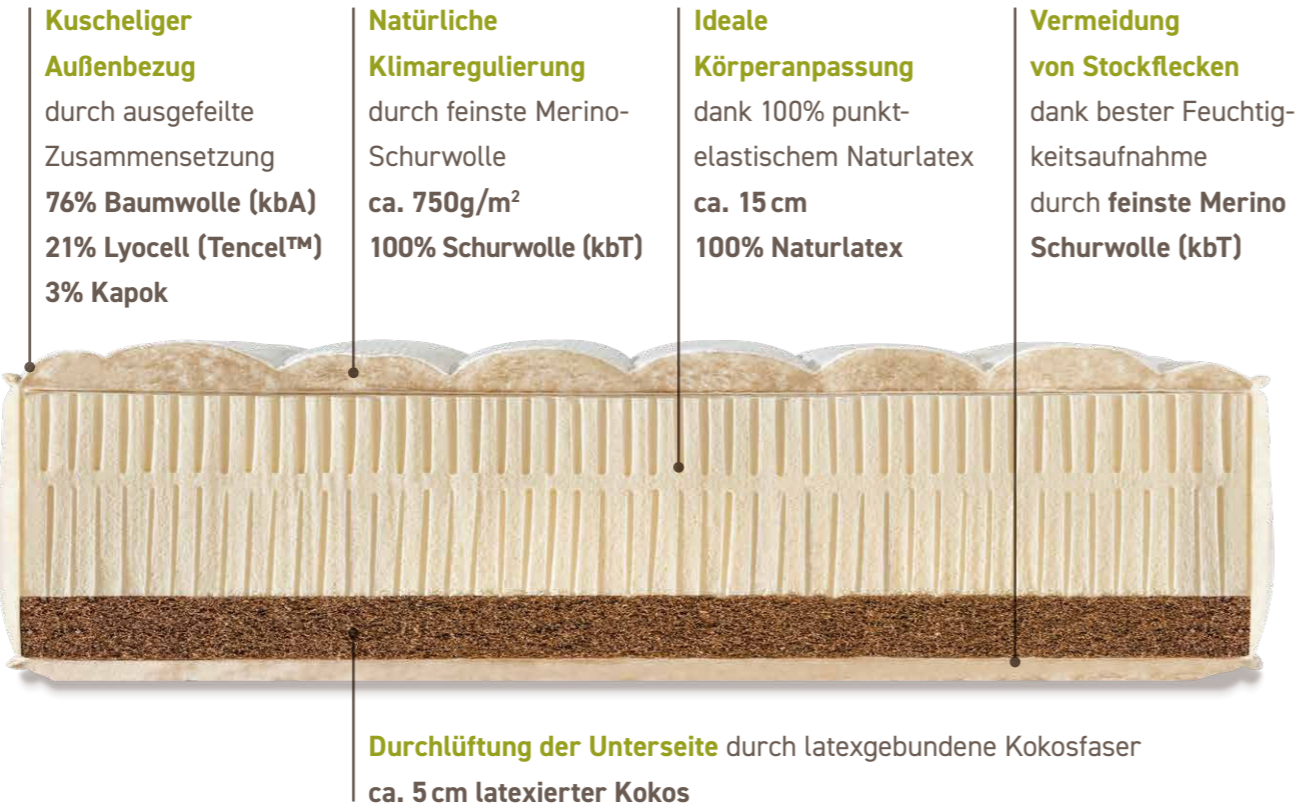 Kuscheliger
Außenbezug
durch ausgefeilte
Zusammensetzung
76% Baumwolle (kbA)
21% Lyocell (Tencel™)
3% Kapok
Natürliche
Klimaregulierung
durch feinste Merino-
Schurwolle
ca. 750g/m²
100% Schurwolle (kbT)
Ideale
Körperanpassung
dank 100% punkt-
elastischem Naturlatex
ca. 15 cm
100% Naturlatex
Vermeidung
von Stockflecken
dank bester Feuchtig-
keitsaufnahme
durch feinste Merino
Schurwolle (kbT)
Durchlüftung der Unterseite durch latexgebundene Kokosfaser
ca. 5 cm latexierter Kokos